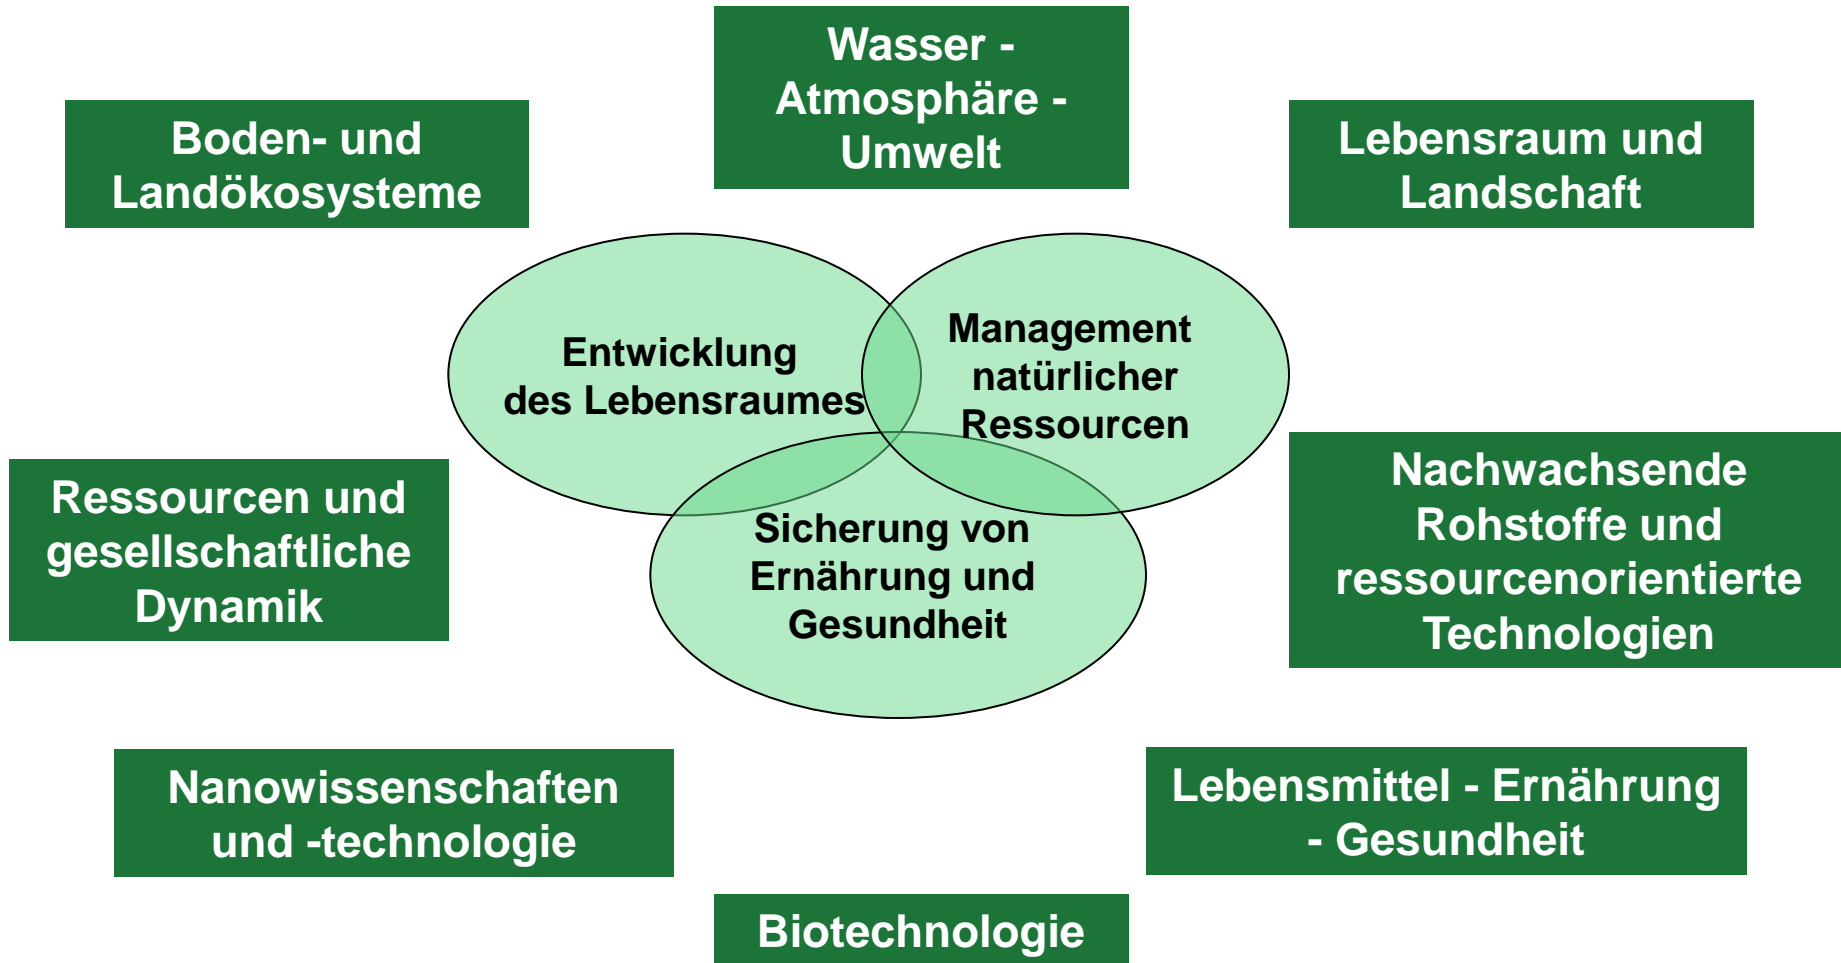 Wasser -
Atmosphäre -
Umwelt
Boden- und
Landökosysteme
Lebensraum und
Landschaft
Entwicklung
des Lebensraumes
Management
natürlicher
Ressourcen
Sicherung von
Ernährung und
Gesundheit
Ressourcen und
gesellschaftliche
Dynamik
Nachwachsende
Rohstoffe und
ressourcenorientierte
Technologien
Nanowissenschaften
und -technologie
Lebensmittel - Ernährung
- Gesundheit
Biotechnologie